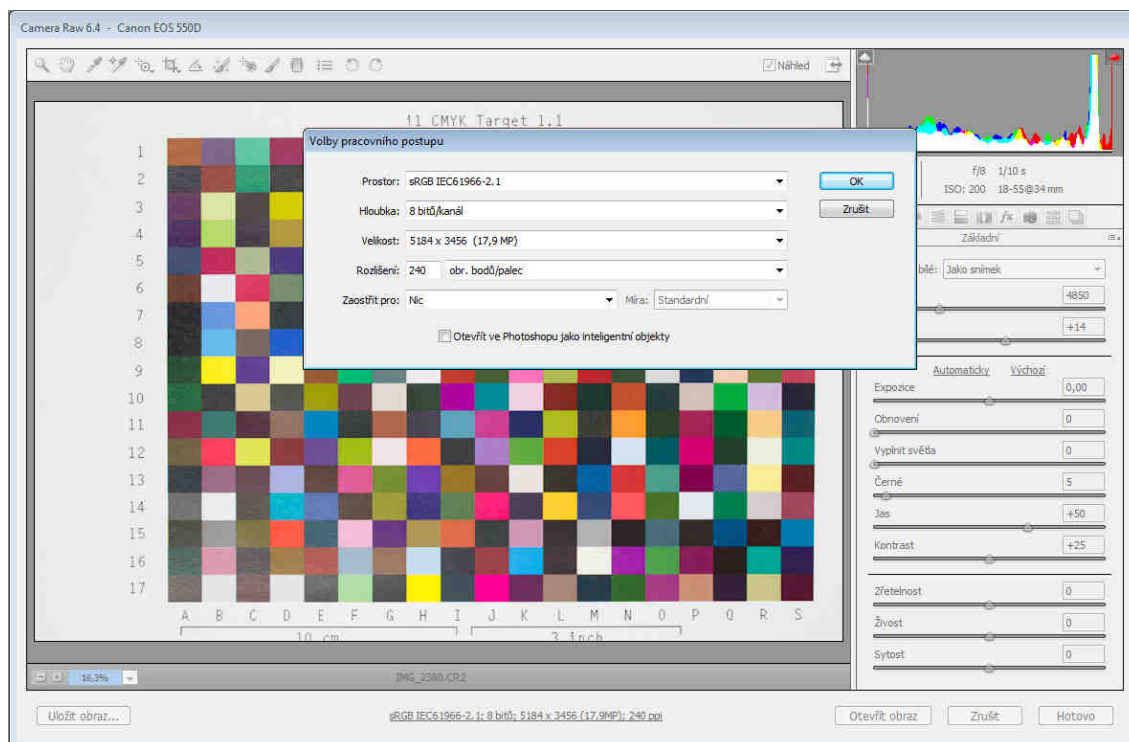 Camera Raw 6.4 - Canon EOS 550D
Náhled
f/8 1/10 s
ISO: 200 18-55@34 mm
Základní
bílé: Jako snímek
4850
+14
Automaticky Výchozí
Expozice 0,00
Obnovení 0
Vyplnit světla 0
Černé 5
Jas +50
Kontrast +25
Zřetelnost 0
Živost 0
Sytost 0
CMYK Target 1.1
1
2
3
4
5
6
7
8
9
10
11
12
13
14
15
16
17
A B C D E F G H I J K L M N O P Q R S
10 cm 3 inch
Volby pracovního postupu
Prostor: sRGB IEC61966-2.1
Hloubka: 8 bitů/kanál
Velikost: 5184 x 3456 (17,9 MP)
Rozlišení: 240 obr. bodů/palec
Zaostřit pro: Nic Míra: Standardní
Otevřít ve Photoshopu jako inteligentní objekty
OK
Zrušit
16,3%
IMG_2380.CR2
Uložit obraz...
sRGB IEC61966-2.1; 8 bitů; 5184 x 3456 (17,9MP); 240 ppi
Otevřít obraz Zrušit Hotovo